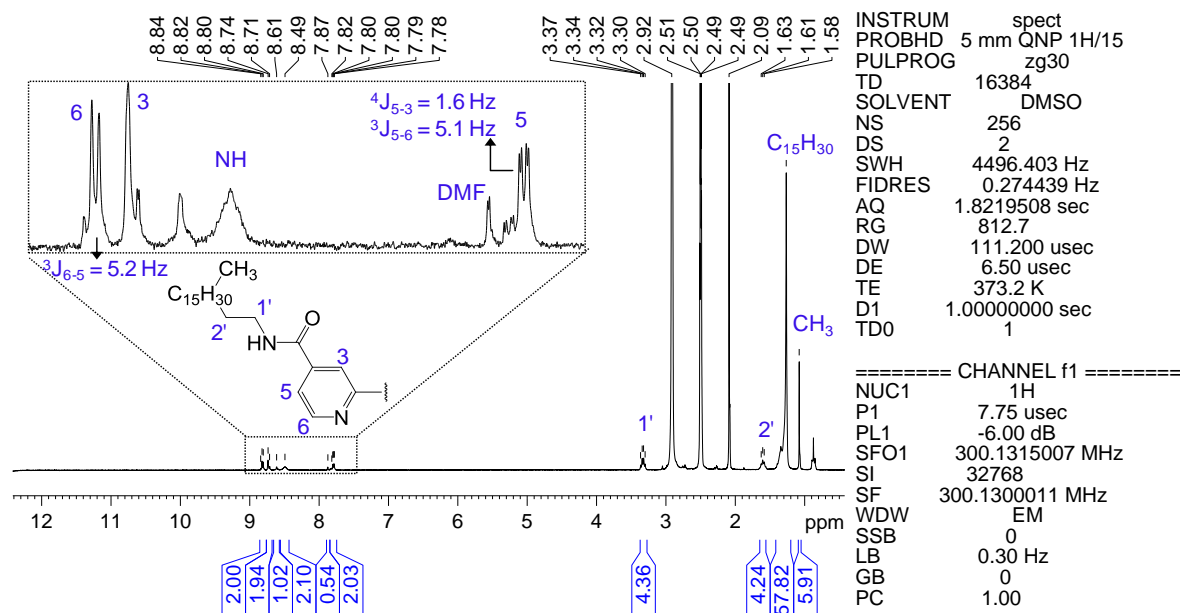 8.84 8.82 8.80 8.74 8.71 8.61 8.49 7.87 7.82 7.80 7.80 7.79 7.78
3.37 3.34 3.32 3.30 2.92 2.51 2.50 2.49 2.49 2.09 1.63 1.61 1.58
6
3
NH
⁴J₅₋₃ = 1.6 Hz
³J₅₋₆ = 5.1 Hz
5
DMF
³J₆₋₅ = 5.2 Hz
C₁₅H₃₀
CH₃
CH₃
C₁₅H₃₀
1'
2'
HN
O
3
5
N
6
1'
2'
12 11 10 9 8 7 6 5 4 3 2 ppm
2.00 1.94 1.02 2.10 0.54 2.03 4.36 4.24 57.82 5.91
INSTRUM spect
PROBHD 5 mm QNP 1H/15
PULPROG zg30
TD 16384
SOLVENT DMSO
NS 256
DS 2
SWH 4496.403 Hz
FIDRES 0.274439 Hz
AQ 1.8219508 sec
RG 812.7
DW 111.200 usec
DE 6.50 usec
TE 373.2 K
D1 1.00000000 sec
TD0 1
======== CHANNEL f1 ========
NUC1 1H
P1 7.75 usec
PL1 -6.00 dB
SFO1 300.1315007 MHz
SI 32768
SF 300.1300011 MHz
WDW EM
SSB 0
LB 0.30 Hz
GB 0
PC 1.00